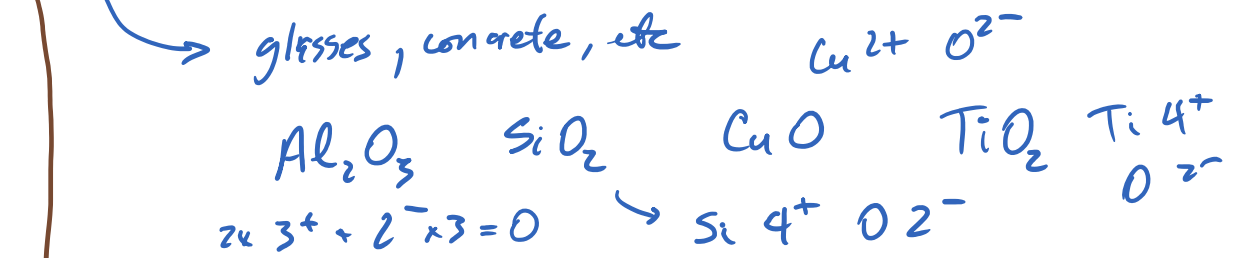 glasses, concrete, etc Cu 2+ O 2-
Al2O3 SiO2 CuO TiO2 Ti 4+
O 2-
2x 3+ + 2- x3 = 0 Si 4+ O 2-